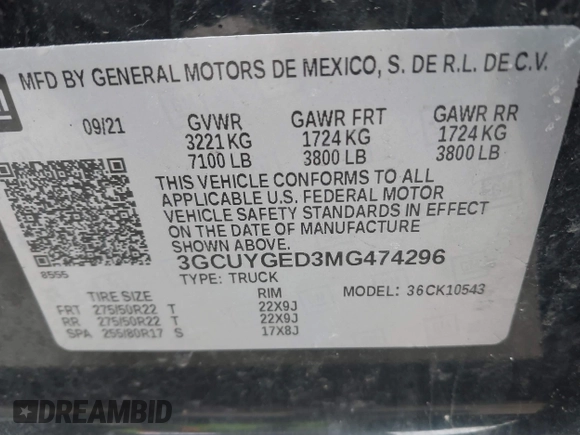 GM
MFD BY GENERAL MOTORS DE MEXICO, S. DE R.L. DE C.V.
09/21 GVWR GAWR FRT GAWR RR
3221 KG 1724 KG 1724 KG
7100 LB 3800 LB 3800 LB
THIS VEHICLE CONFORMS TO ALL
APPLICABLE U.S. FEDERAL MOTOR
VEHICLE SAFETY STANDARDS IN EFFECT
ON THE DATE OF MANUFACTURE
SHOWN ABOVE.
8555 3GCUYGED3MG474296
TYPE: TRUCK MODEL: 36CK10543
TIRE SIZE RIM
FRT 275/50R22 T 22X9J
RR 275/50R22 T 22X9J
SPA 255/80R17 S 17X8J
DREAMBID